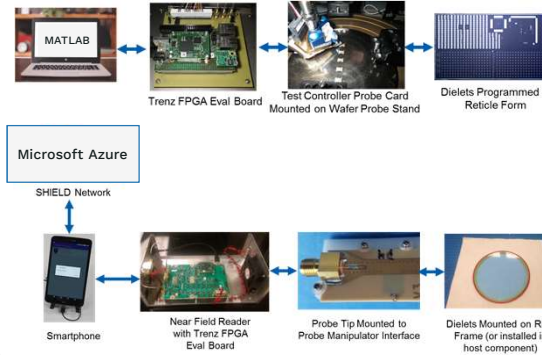 MATLAB
Trenz FPGA Eval Board
Test Controller Probe Card
Mounted on Wafer Probe Stand
Dielets Programmed
Reticle Form
Microsoft Azure
SHIELD Network
Smartphone
Near Field Reader
with Trenz FPGA
Eval Board
Probe Tip Mounted to
Probe Manipulator Interface
Dielets Mounted on R
Frame (or installed i
host component)